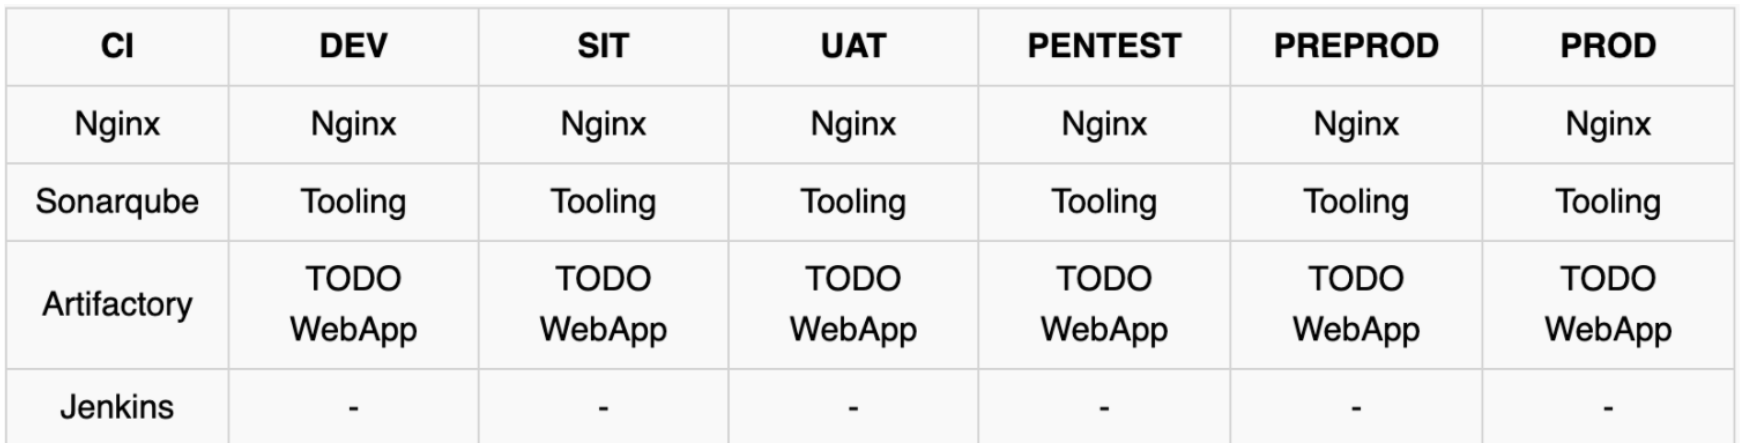 CI DEV SIT UAT PENTEST PREPROD PROD
Nginx Nginx Nginx Nginx Nginx Nginx Nginx
Sonarqube Tooling Tooling Tooling Tooling Tooling Tooling
Artifactory TODO WebApp TODO WebApp TODO WebApp TODO WebApp TODO WebApp TODO WebApp
Jenkins - - - - - -